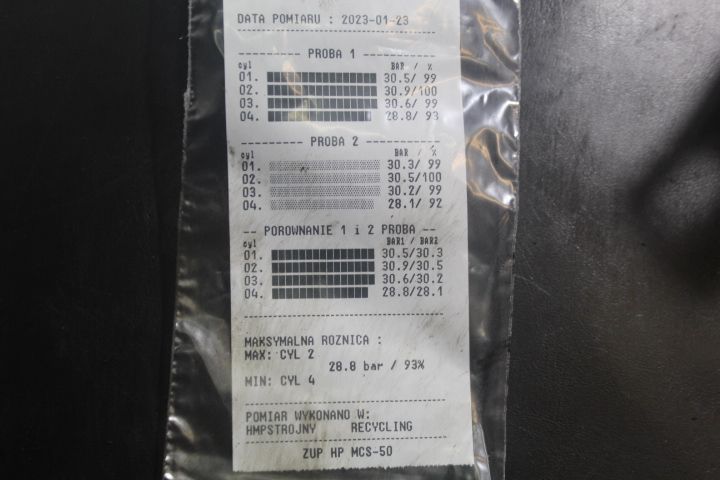 DATA POMIARU : 2023-01-23
PROBA 1
cyl BAR / %
01. 30.5/ 99
02. 30.9/100
03. 30.6/ 99
04. 28.8/ 93
PROBA 2
cyl BAR / %
01. 30.3/ 99
02. 30.5/100
03. 30.2/ 99
04. 28.1/ 92
-- POROWNANIE 1 i 2 PROBA --
cyl BAR1 / BAR2
01. 30.5/30.3
02. 30.9/30.5
03. 30.6/30.2
04. 28.8/28.1
MAKSYMALNA ROZNICA :
MAX: CYL 2
28.8 bar / 93%
MIN: CYL 4
POMIAR WYKONANO W:
HMPSTROJNY RECYCLING
ZUP HP MCS-50